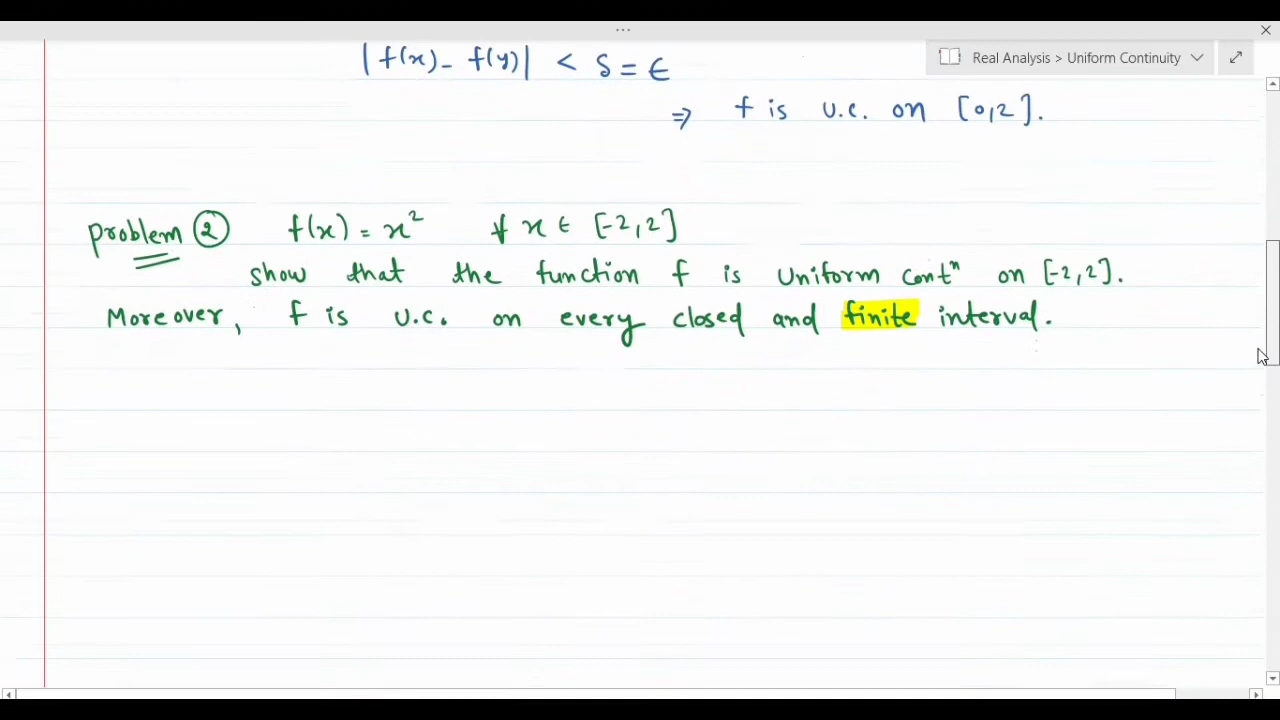 ...
Real Analysis > Uniform Continuity
|f(x) - f(y)| < δ = ε
⇒ f is u.c. on [0,2].
problem ② f(x) = x² ∀ x ∈ [-2,2]
show that the function f is Uniform contⁿ on [-2,2].
Moreover, f is u.c. on every closed and finite interval.